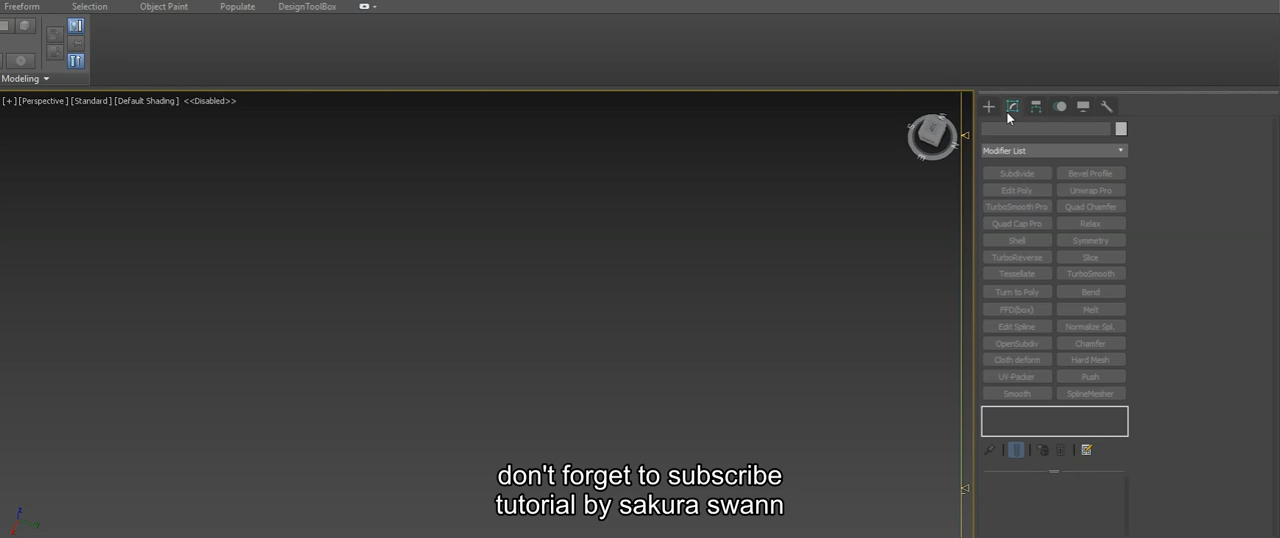 Freeform Selection Object Paint Populate DesignToolBox
Modeling
[+] [Perspective] [Standard] [Default Shading] <<Disabled>>
Modifier List
Subdivide Bevel Profile
Edit Poly Unwrap Pro
TurboSmooth Pro Quad Chamfer
Quad Cap Pro Relax
Shell Symmetry
TurboReverse Slice
Tessellate TurboSmooth
Turn to Poly Bend
FFD(box) Melt
Edit Spline Normalize Spl.
OpenSubdiv Chamfer
Cloth deform Hard Mesh
UV-Packer Push
Smooth SplineMesher
don't forget to subscribe
tutorial by sakura swann